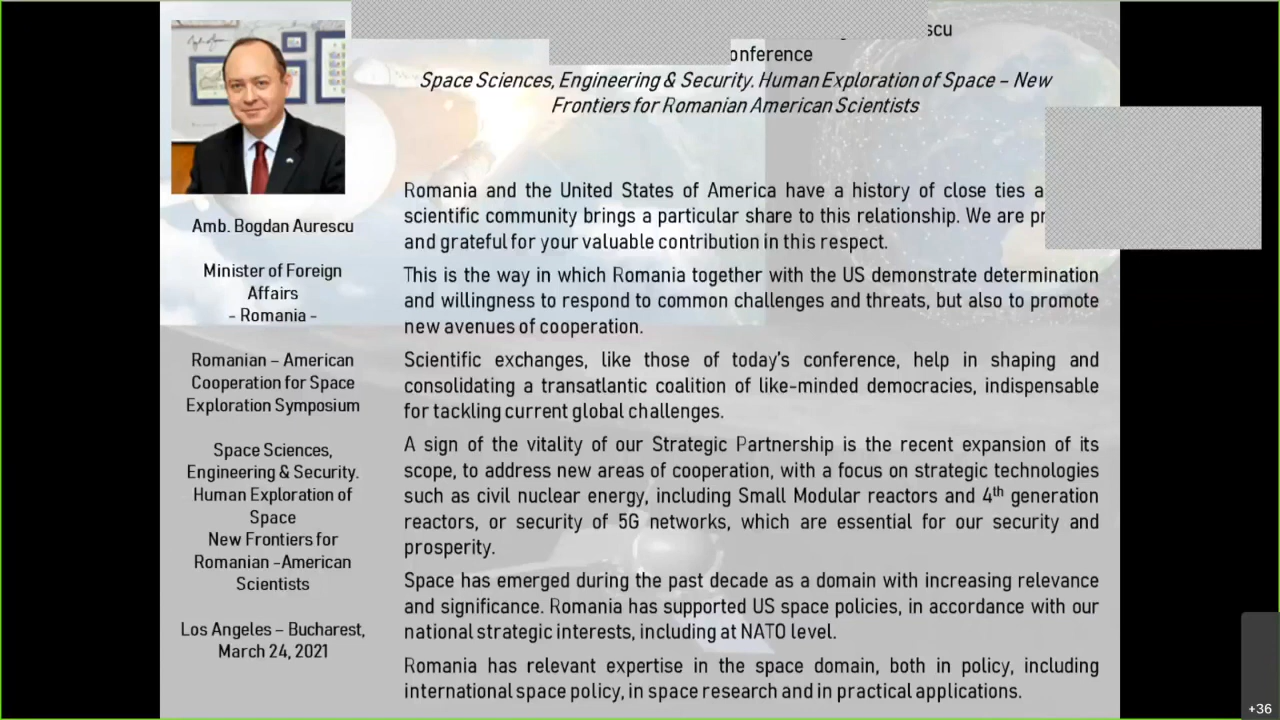 Amb. Bogdan Aurescu
Minister of Foreign
Affairs
- Romania -
Romanian – American
Cooperation for Space
Exploration Symposium
Space Sciences,
Engineering & Security.
Human Exploration of
Space
New Frontiers for
Romanian -American
Scientists
Los Angeles – Bucharest,
March 24, 2021
scu
onference
Space Sciences, Engineering & Security. Human Exploration of Space – New
Frontiers for Romanian American Scientists
Romania and the United States of America have a history of close ties a
scientific community brings a particular share to this relationship. We are pr
and grateful for your valuable contribution in this respect.
This is the way in which Romania together with the US demonstrate determination
and willingness to respond to common challenges and threats, but also to promote
new avenues of cooperation.
Scientific exchanges, like those of today's conference, help in shaping and
consolidating a transatlantic coalition of like-minded democracies, indispensable
for tackling current global challenges.
A sign of the vitality of our Strategic Partnership is the recent expansion of its
scope, to address new areas of cooperation, with a focus on strategic technologies
such as civil nuclear energy, including Small Modular reactors and 4th generation
reactors, or security of 5G networks, which are essential for our security and
prosperity.
Space has emerged during the past decade as a domain with increasing relevance
and significance. Romania has supported US space policies, in accordance with our
national strategic interests, including at NATO level.
Romania has relevant expertise in the space domain, both in policy, including
international space policy, in space research and in practical applications.
+36